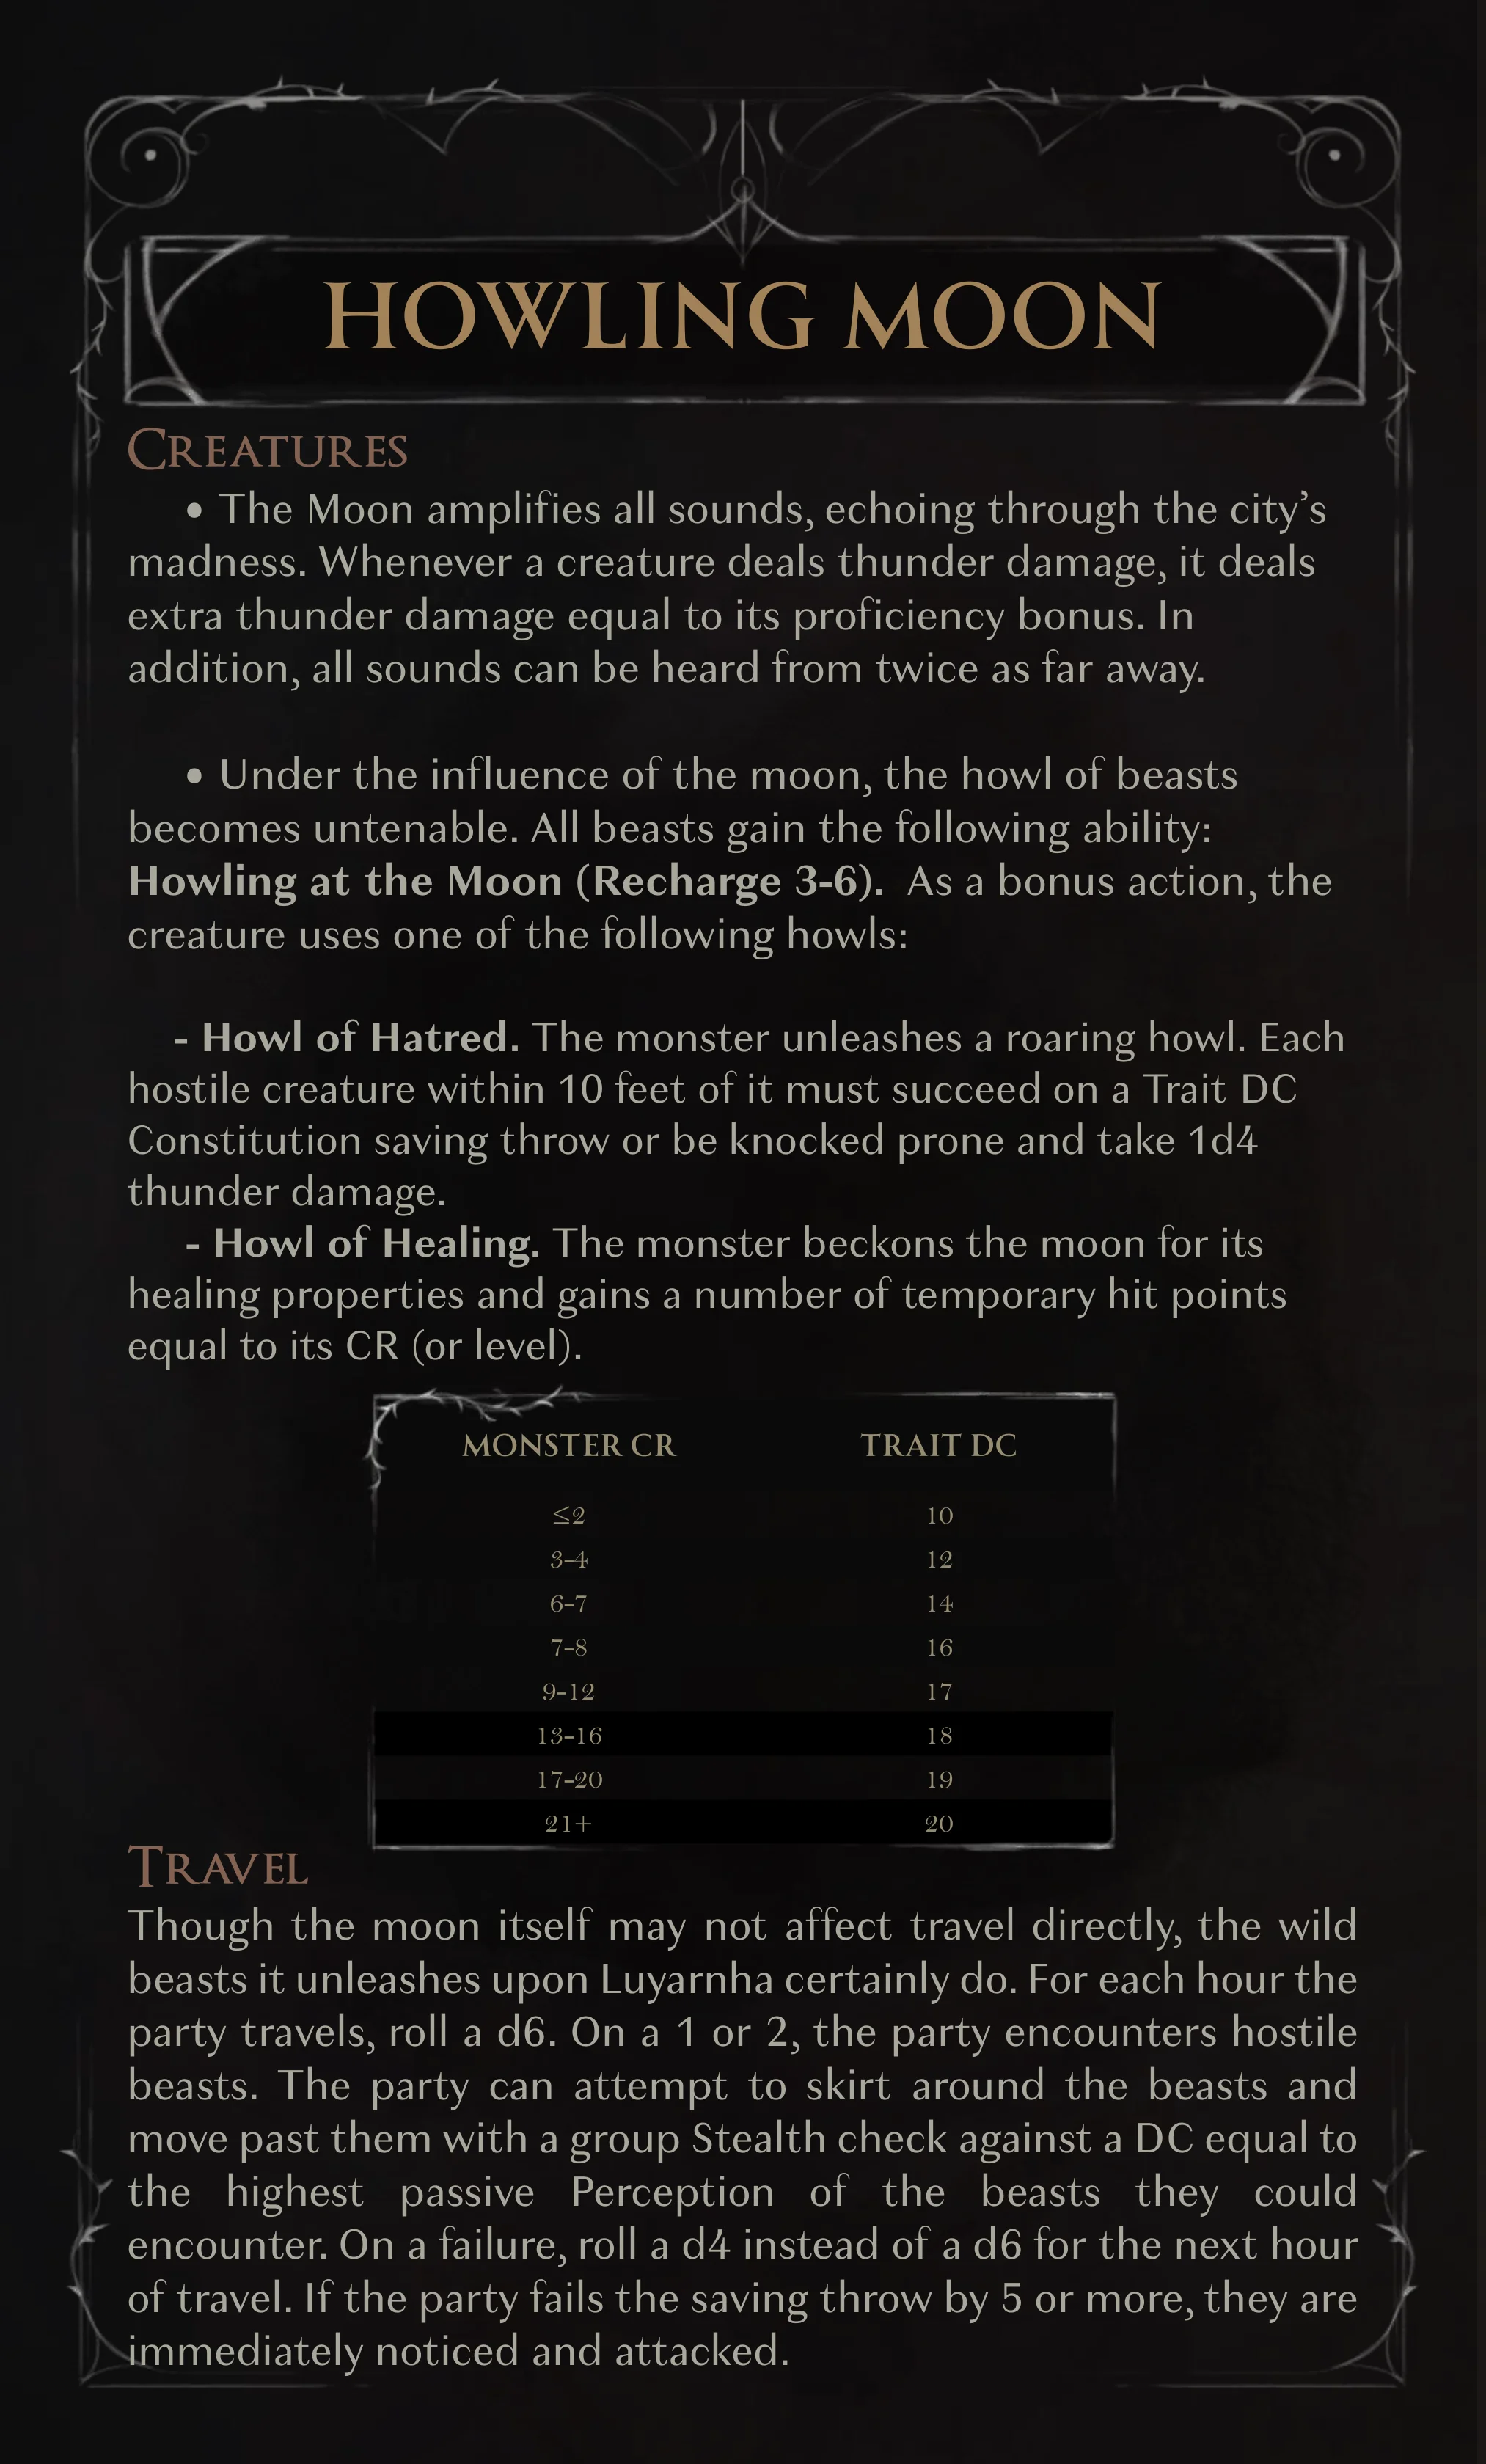 HOWLING MOON
CREATURES
• The Moon amplifies all sounds, echoing through the city’s
madness. Whenever a creature deals thunder damage, it deals
extra thunder damage equal to its proficiency bonus. In
addition, all sounds can be heard from twice as far away.
• Under the influence of the moon, the howl of beasts
becomes untenable. All beasts gain the following ability:
Howling at the Moon (Recharge 3-6). As a bonus action, the
creature uses one of the following howls:
- Howl of Hatred. The monster unleashes a roaring howl. Each
hostile creature within 10 feet of it must succeed on a Trait DC
Constitution saving throw or be knocked prone and take 1d4
thunder damage.
- Howl of Healing. The monster beckons the moon for its
healing properties and gains a number of temporary hit points
equal to its CR (or level).
MONSTER CR TRAIT DC
≤2 10
3-4 12
6-7 14
7-8 16
9-12 17
13-16 18
17-20 19
21+ 20
TRAVEL
Though the moon itself may not affect travel directly, the wild
beasts it unleashes upon Luyarnha certainly do. For each hour the
party travels, roll a d6. On a 1 or 2, the party encounters hostile
beasts. The party can attempt to skirt around the beasts and
move past them with a group Stealth check against a DC equal to
the highest passive Perception of the beasts they could
encounter. On a failure, roll a d4 instead of a d6 for the next hour
of travel. If the party fails the saving throw by 5 or more, they are
immediately noticed and attacked.